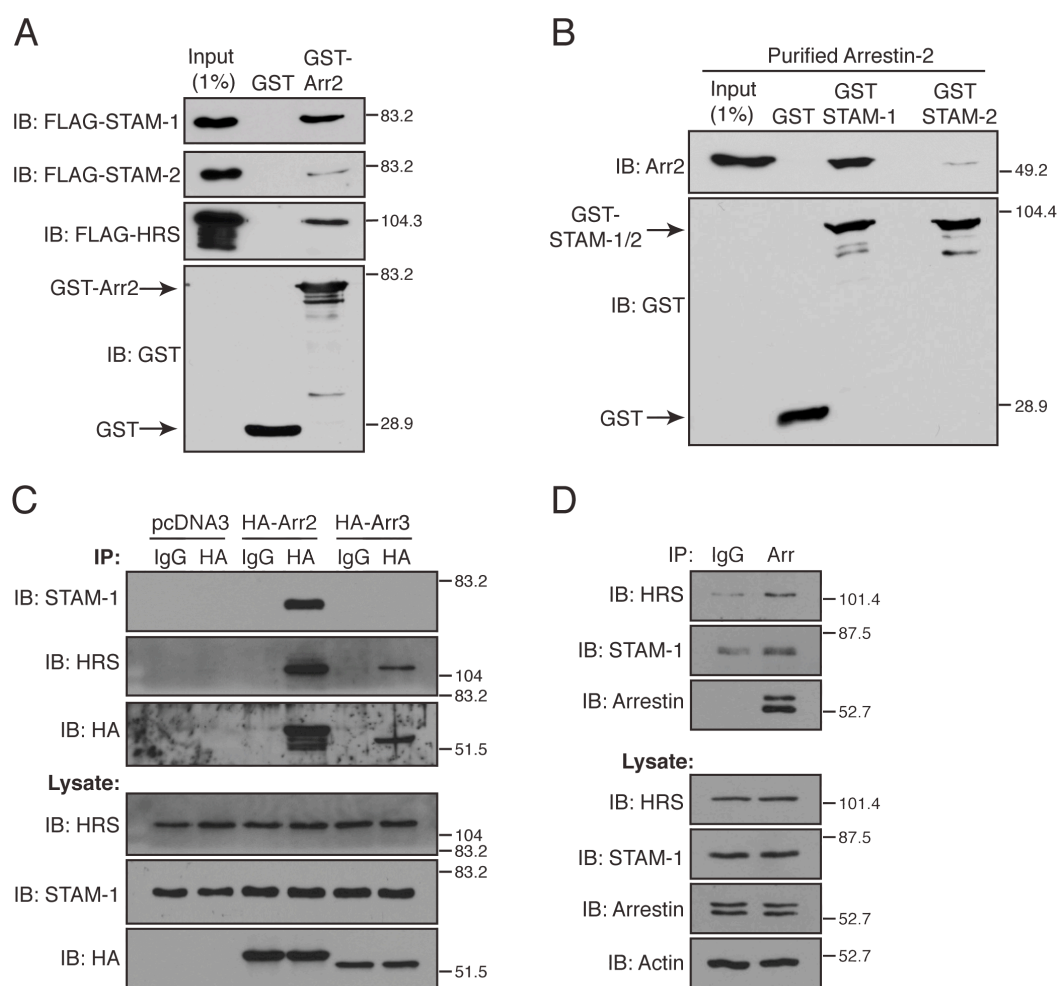 A
Input
(1%)
GST
GST-
Arr2
IB: FLAG-STAM-1
83.2
IB: FLAG-STAM-2
83.2
IB: FLAG-HRS
104.3
83.2
GST-Arr2
IB: GST
GST
28.9
B
Purified Arrestin-2
Input
(1%)
GST
GST
STAM-1
GST
STAM-2
IB: Arr2
49.2
104.4
GST-
STAM-1/2
IB: GST
GST
28.9
C
pcDNA3 HA-Arr2 HA-Arr3
IP: IgG HA IgG HA IgG HA
83.2
IB: STAM-1
IB: HRS
104
83.2
IB: HA
51.5
Lysate:
IB: HRS
104
83.2
83.2
IB: STAM-1
IB: HA
51.5
D
IP: IgG Arr
IB: HRS
101.4
87.5
IB: STAM-1
IB: Arrestin
52.7
Lysate:
IB: HRS
101.4
87.5
IB: STAM-1
IB: Arrestin
52.7
52.7
IB: Actin